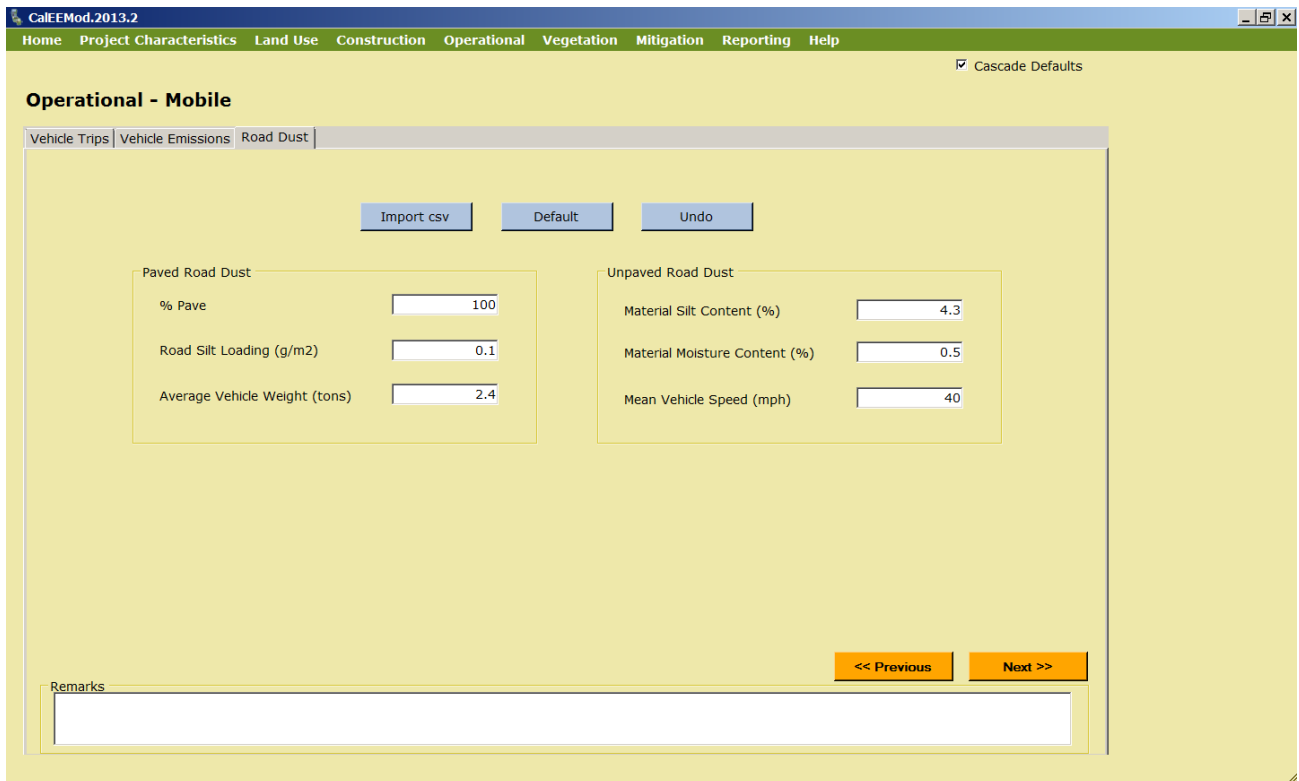 CalEEMod.2013.2
Home Project Characteristics Land Use Construction Operational Vegetation Mitigation Reporting Help
Cascade Defaults
Operational - Mobile
Vehicle Trips Vehicle Emissions Road Dust
Import csv Default Undo
Paved Road Dust
% Pave 100
Road Silt Loading (g/m2) 0.1
Average Vehicle Weight (tons) 2.4
Unpaved Road Dust
Material Silt Content (%) 4.3
Material Moisture Content (%) 0.5
Mean Vehicle Speed (mph) 40
<< Previous Next >>
Remarks